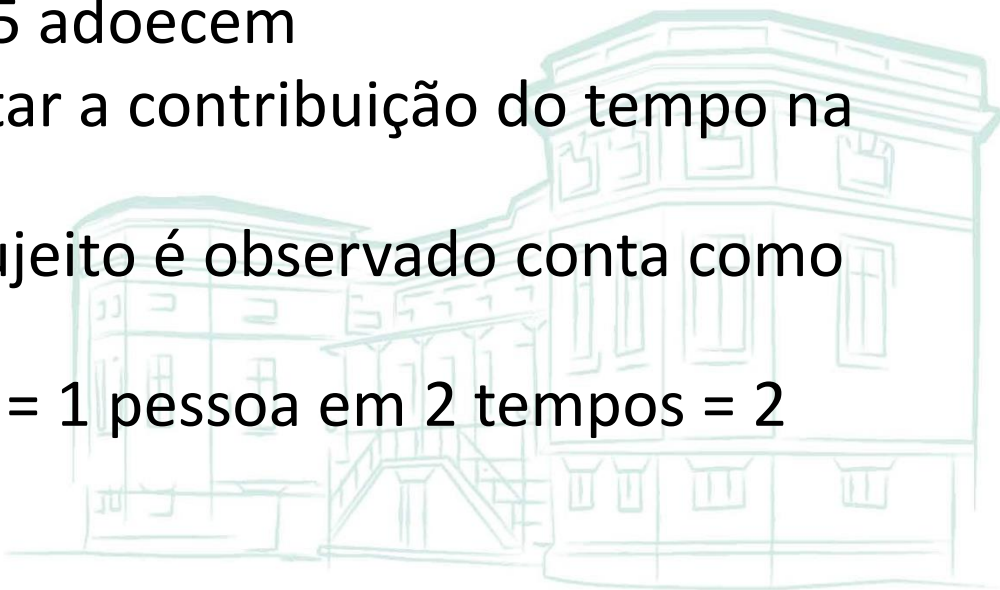 5 adoecem
tar a contribuição do tempo na
ujeito é observado conta como
= 1 pessoa em 2 tempos = 2